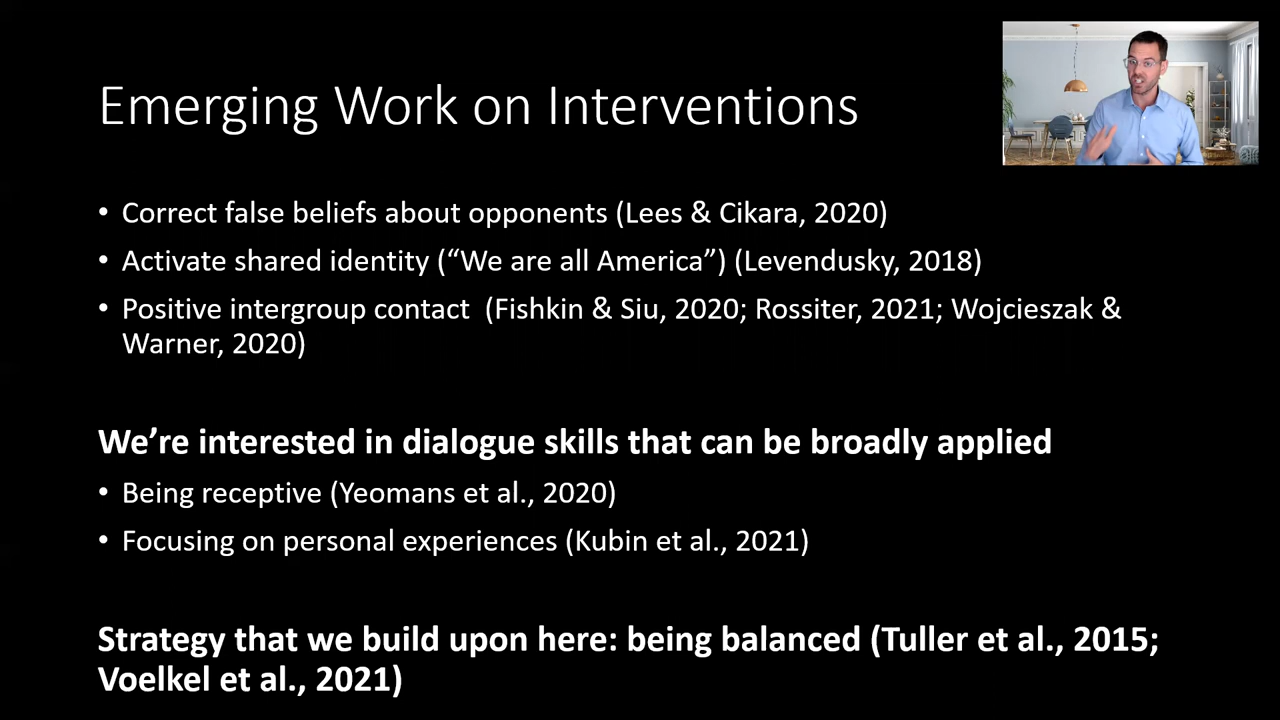 Emerging Work on Interventions
• Correct false beliefs about opponents (Lees & Cikara, 2020)
• Activate shared identity (“We are all America”) (Levendusky, 2018)
• Positive intergroup contact  (Fishkin & Siu, 2020; Rossiter, 2021; Wojcieszak &
Warner, 2020)
We’re interested in dialogue skills that can be broadly applied
• Being receptive (Yeomans et al., 2020)
• Focusing on personal experiences (Kubin et al., 2021)
Strategy that we build upon here: being balanced (Tuller et al., 2015;
Voelkel et al., 2021)